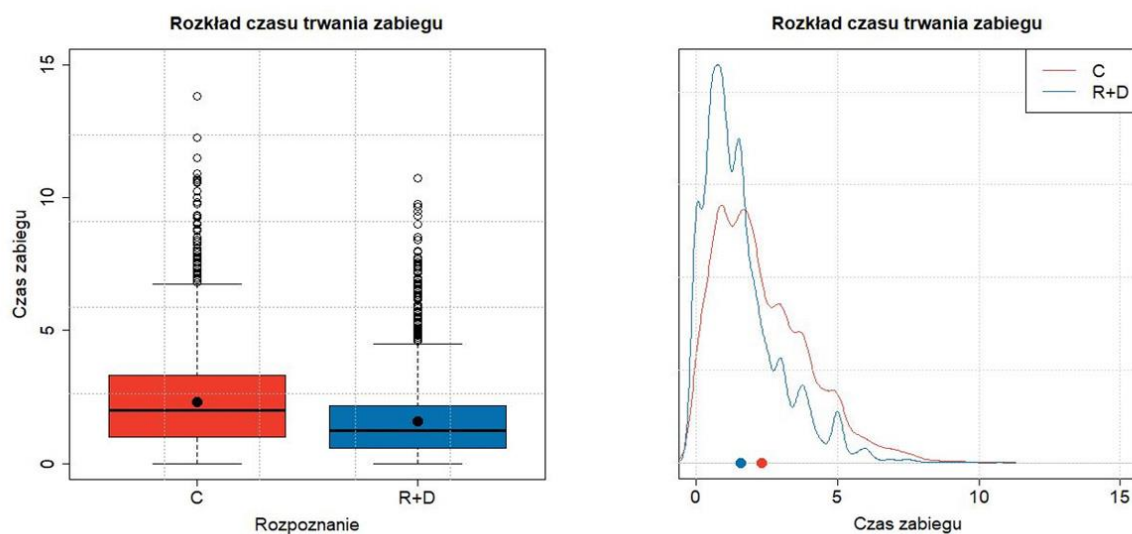 Rozkład czasu trwania zabiegu
Czas zabiegu
15
10
5
0
C
R+D
Rozpoznanie
Rozkład czasu trwania zabiegu
C
R+D
0
5
10
15
Czas zabiegu